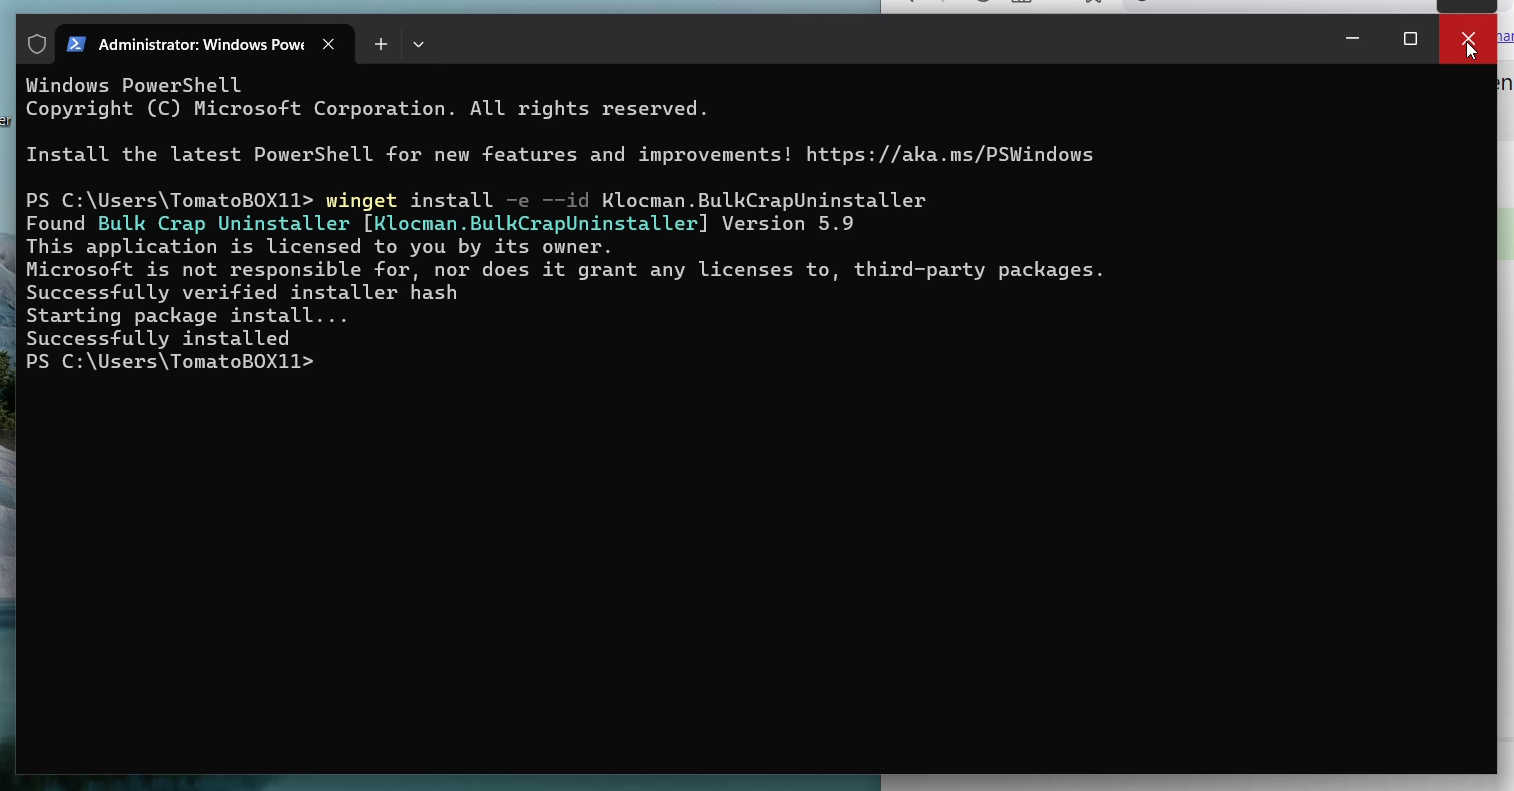 Administrator: Windows Powe
Windows PowerShell
Copyright (C) Microsoft Corporation. All rights reserved.
Install the latest PowerShell for new features and improvements! https://aka.ms/PSWindows
PS C:\Users\TomatoBOX11> winget install -e --id Klocman.BulkCrapUninstaller
Found Bulk Crap Uninstaller [Klocman.BulkCrapUninstaller] Version 5.9
This application is licensed to you by its owner.
Microsoft is not responsible for, nor does it grant any licenses to, third-party packages.
Successfully verified installer hash
Starting package install...
Successfully installed
PS C:\Users\TomatoBOX11>